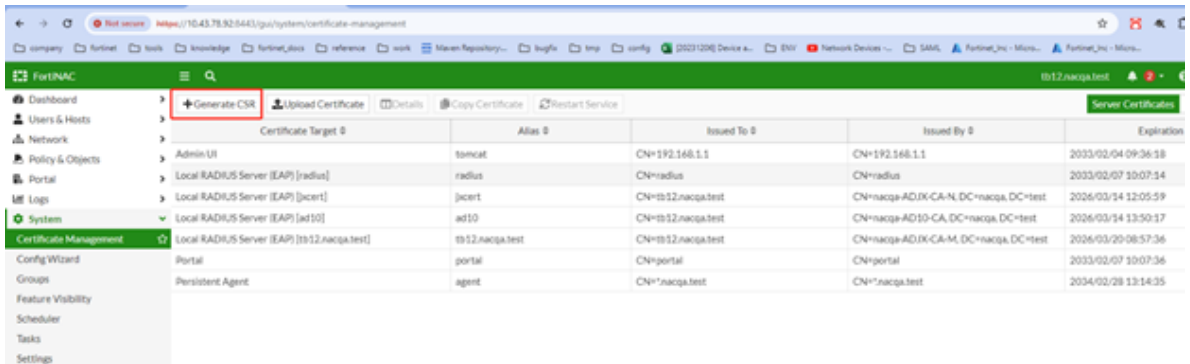 Not secure https://10.43.78.92:8443/gui/system/certificate-management
company fortinet tools knowledge fortinet_docs reference work Maven Repository... bugfix tmp config [20231206] Device a... ENV Network Devices -... SAML Fortinet_Inc - Micro... Fortinet_Inc - Micro...
FortiNAC tb12.nacqa.test 2
Dashboard
Users & Hosts
Network
Policy & Objects
Portal
Logs
System
Certificate Management
Config Wizard
Groups
Feature Visibility
Scheduler
Tasks
Settings
Generate CSR Upload Certificate Details Copy Certificate Restart Service Server Certificates
Certificate Target Alias Issued To Issued By Expiration
Admin UI tomcat CN=192.168.1.1 CN=192.168.1.1 2033/02/04 09:36:18
Local RADIUS Server (EAP) [radius] radius CN=radius CN=radius 2033/02/07 10:07:14
Local RADIUS Server (EAP) [jxcert] jxcert CN=tb12.nacqa.test CN=nacqa-ADJX-CA-N, DC=nacqa, DC=test 2026/03/14 12:05:59
Local RADIUS Server (EAP) [ad10] ad10 CN=tb12.nacqa.test CN=nacqa-AD10-CA, DC=nacqa, DC=test 2026/03/14 13:50:17
Local RADIUS Server (EAP) [tb12.nacqa.test] tb12.nacqa.test CN=tb12.nacqa.test CN=nacqa-ADJX-CA-M, DC=nacqa, DC=test 2026/03/20 08:57:36
Portal portal CN=portal CN=portal 2033/02/07 10:07:36
Persistent Agent agent CN=*.nacqa.test CN=*.nacqa.test 2034/02/28 13:14:35